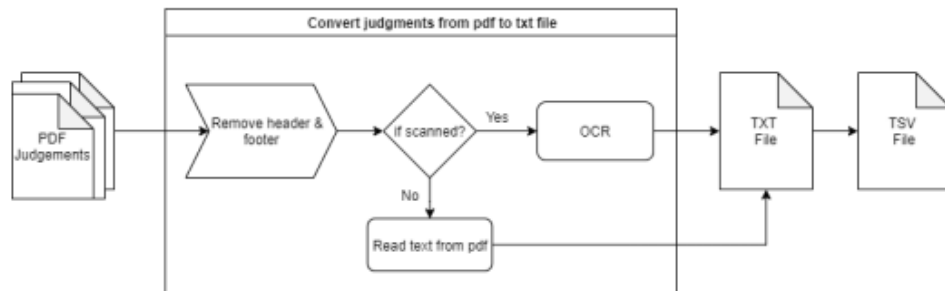 Convert judgments from pdf to txt file
PDF
Judgements
Remove header &
footer
if scanned?
Yes
OCR
No
Read text from pdf
TXT
File
TSV
File